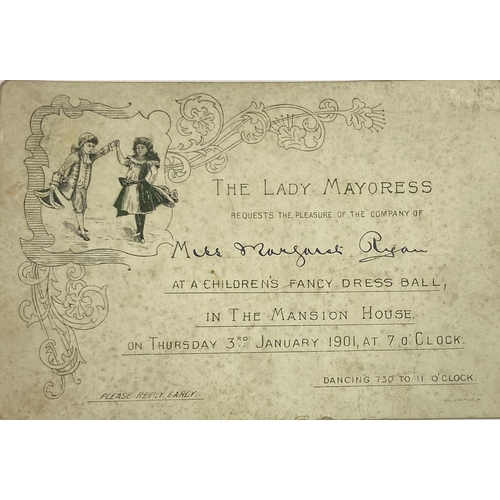 THE LADY MAYORESS
REQUESTS THE PLEASURE OF THE COMPANY OF
Miss Margaret Ryan
AT A CHILDREN'S FANCY DRESS BALL,
IN THE MANSION HOUSE,
ON THURSDAY 3RD JANUARY 1901, AT 7 O'CLOCK.
DANCING 7.30 TO 11 O'CLOCK.
PLEASE REPLY EARLY.